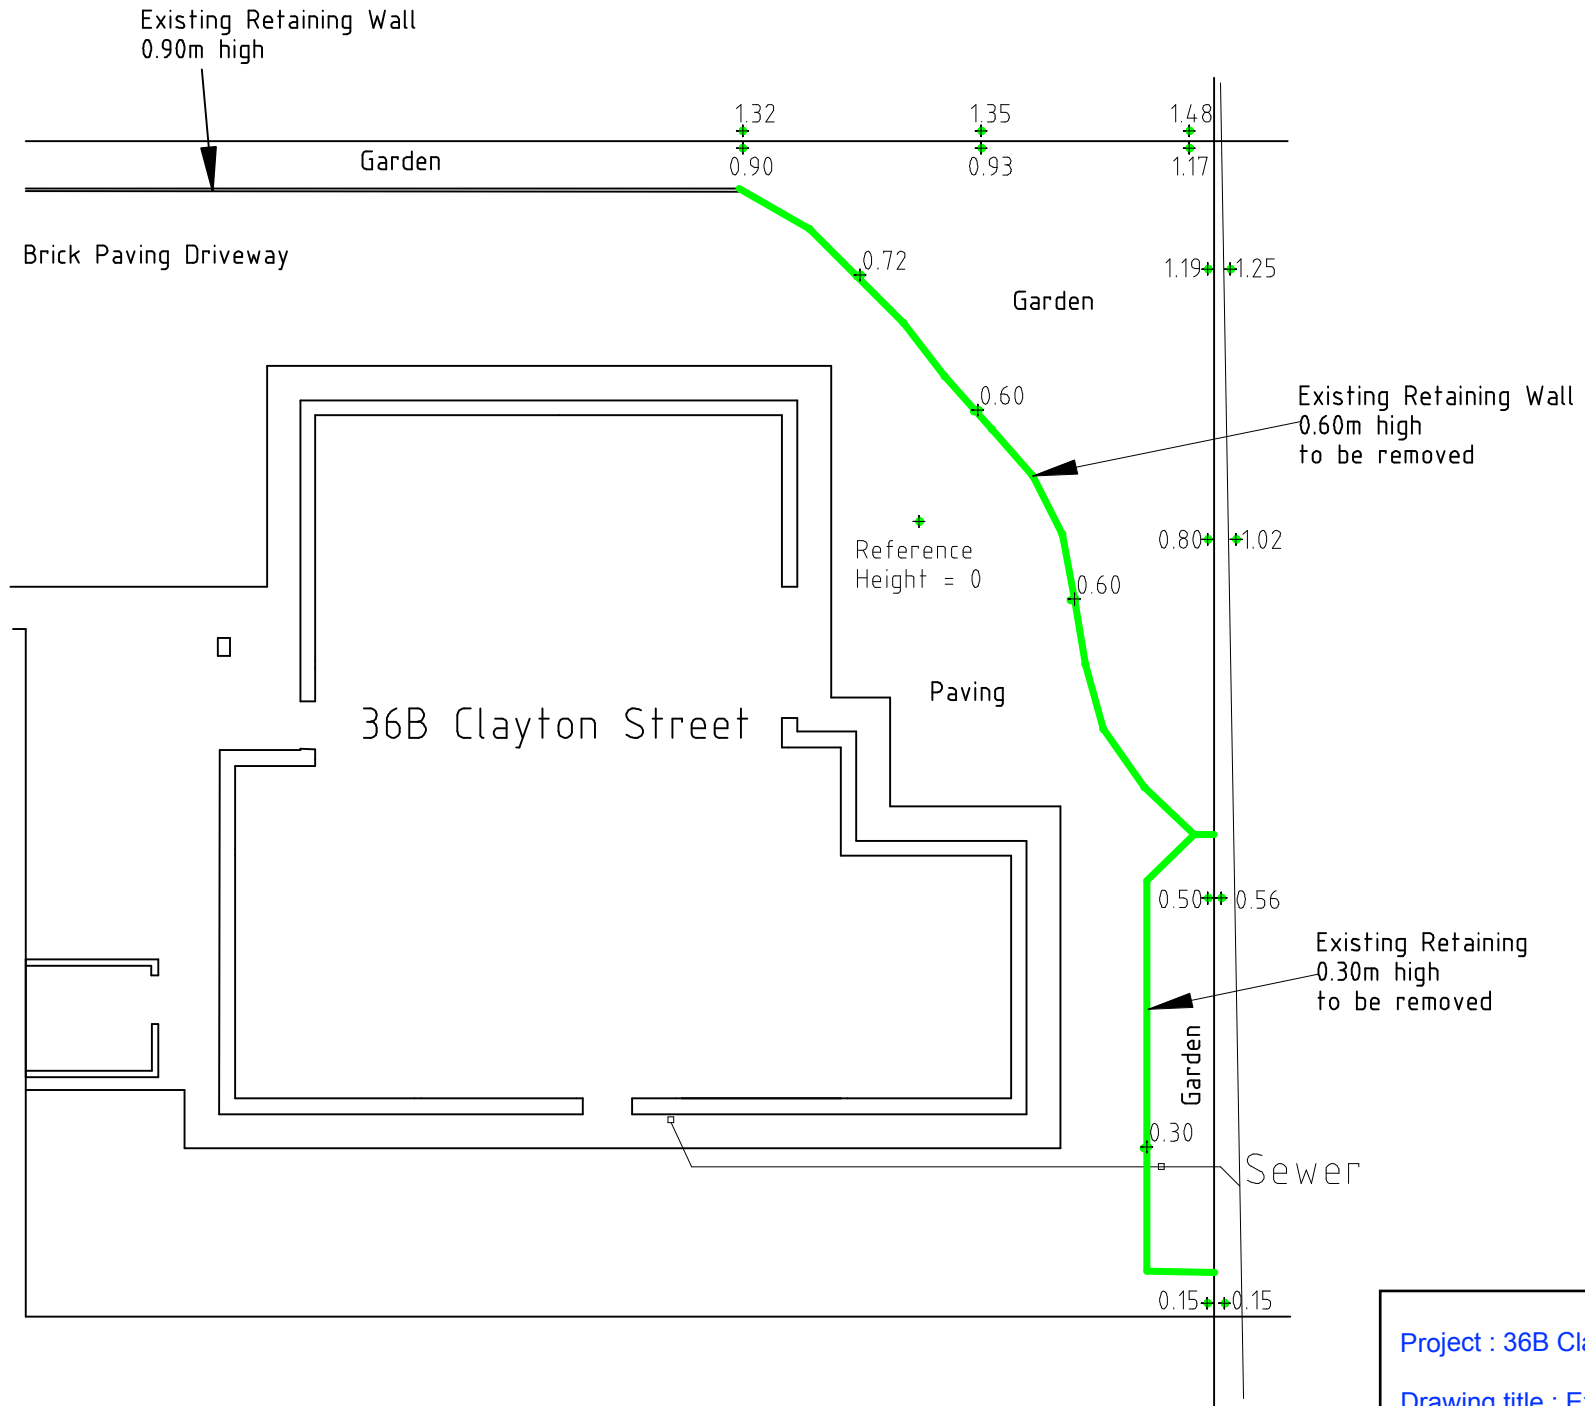 Existing Retaining Wall
0.90m high
1.32
1.35
1.48
Garden
0.90
0.93
1.17
Brick Paving Driveway
0.72
1.19
1.25
Garden
0.60
Existing Retaining Wall
0.60m high
to be removed
Reference
Height = 0
0.80
1.02
0.60
Paving
36B Clayton Street
0.50
0.56
Existing Retaining
0.30m high
to be removed
Garden
0.30
Sewer
0.15
0.15
Project : 36B Cla
Drawing title :